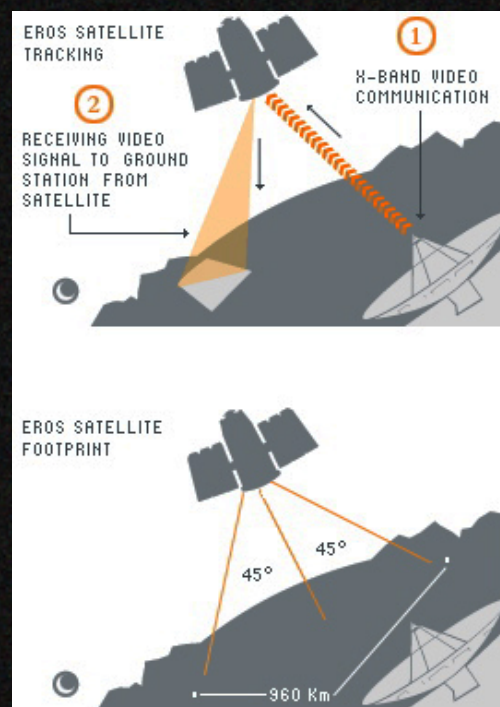 EROS SATELLITE
TRACKING
1
X-BAND VIDEO
COMMUNICATION
2
RECEIVING VIDEO
SIGNAL TO GROUND
STATION FROM
SATELLITE
EROS SATELLITE
FOOTPRINT
45°
45°
960 Km